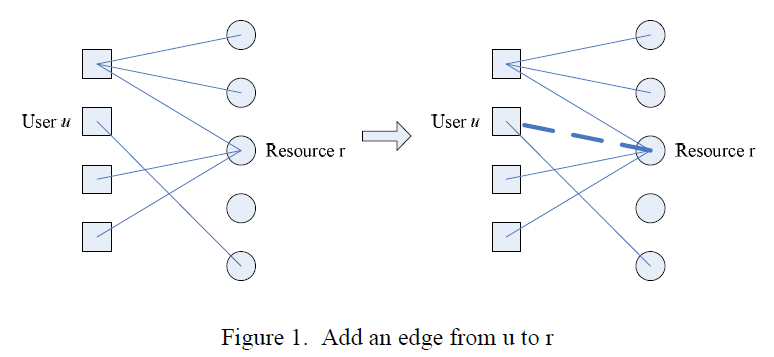 User u
Resource r
User u
Resource r
Figure 1. Add an edge from u to r